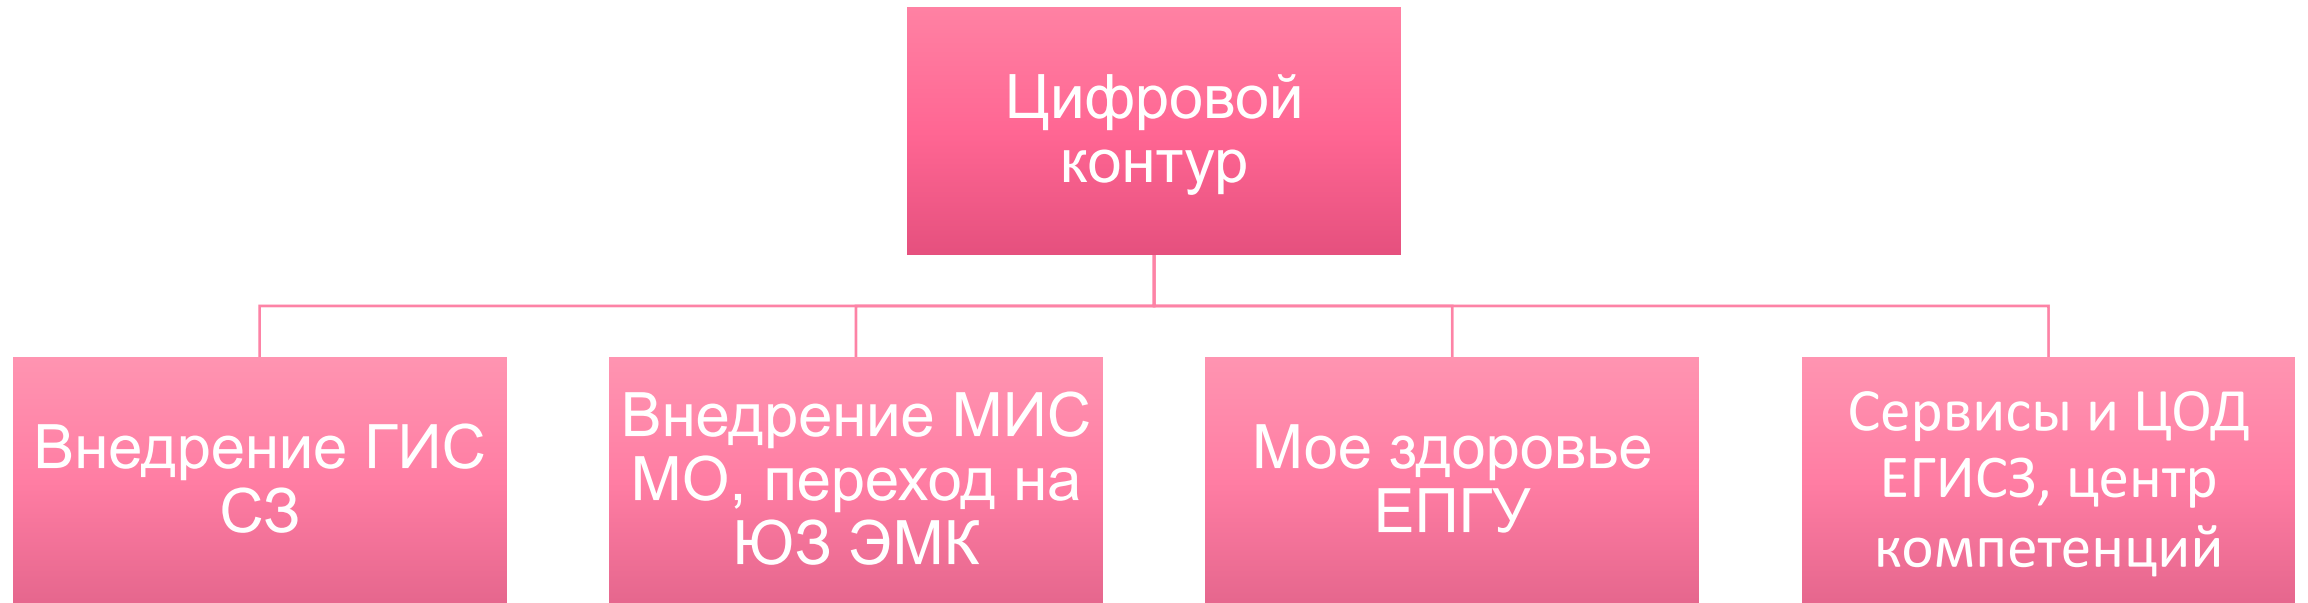 Цифровой
контур
Внедрение ГИС
СЗ
Внедрение МИС
МО, переход на
ЮЗ ЭМК
Мое здоровье
ЕПГУ
Сервисы и ЦОД
ЕГИСЗ, центр
компетенций